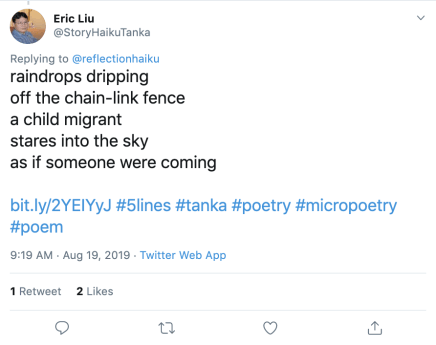 Eric Liu
@StoryHaikuTanka
Replying to @reflectionhaiku
raindrops dripping
off the chain-link fence
a child migrant
stares into the sky
as if someone were coming
bit.ly/2YEIYyJ #5lines #tanka #poetry #micropoetry
#poem
9:19 AM · Aug 19, 2019 · Twitter Web App
1 Retweet 2 Likes